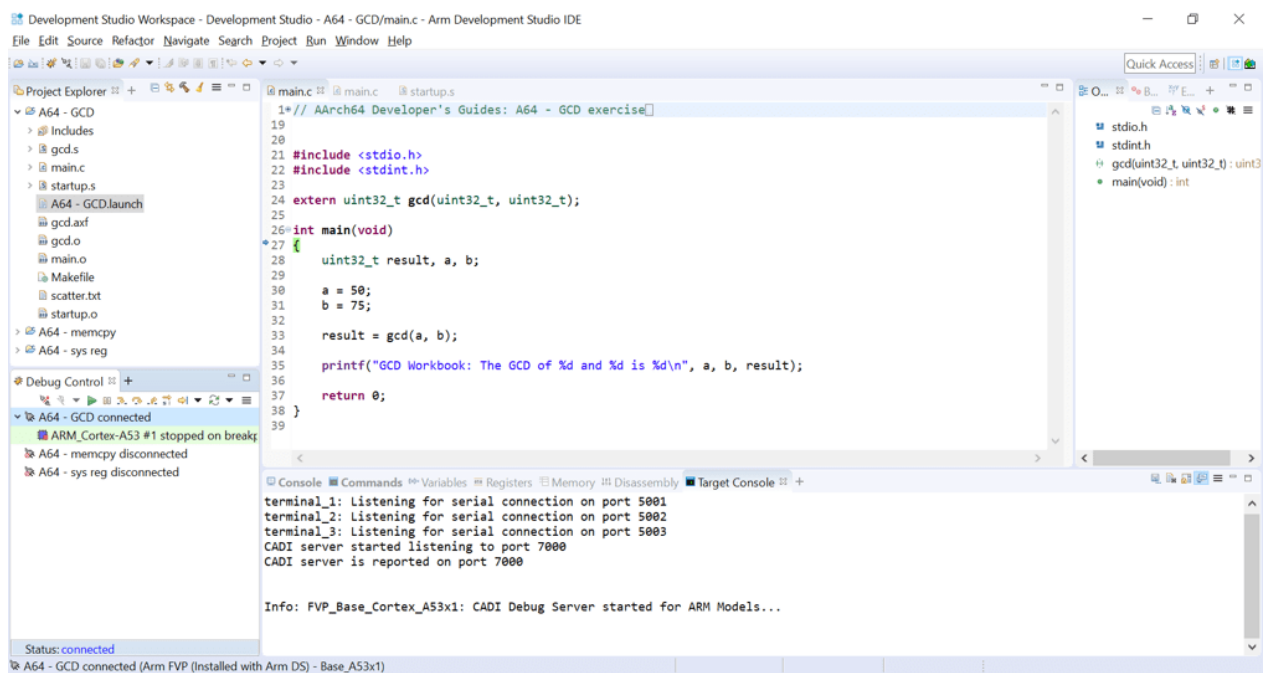 Development Studio Workspace - Development Studio - A64 - GCD/main.c - Arm Development Studio IDE
File Edit Source Refactor Navigate Search Project Run Window Help
Quick Access
Project Explorer
A64 - GCD
Includes
gcd.s
main.c
startup.s
A64 - GCD.launch
gcd.axf
gcd.o
main.o
Makefile
scatter.txt
startup.o
A64 - memcpy
A64 - sys reg
Debug Control
A64 - GCD connected
ARM_Cortex-A53 #1 stopped on breakp
A64 - memcpy disconnected
A64 - sys reg disconnected
Status: connected
main.c main.c startup.s
1 // AArch64 Developer's Guides: A64 - GCD exercise
19
20
21 #include <stdio.h>
22 #include <stdint.h>
23
24 extern uint32_t gcd(uint32_t, uint32_t);
25
26 int main(void)
27 {
28 uint32_t result, a, b;
29
30 a = 50;
31 b = 75;
32
33 result = gcd(a, b);
34
35 printf("GCD Workbook: The GCD of %d and %d is %d\n", a, b, result);
36
37 return 0;
38 }
39
O... B... E...
stdio.h
stdint.h
gcd(uint32_t, uint32_t) : uint3
main(void) : int
Console Commands Variables Registers Memory Disassembly Target Console
terminal_1: Listening for serial connection on port 5001
terminal_2: Listening for serial connection on port 5002
terminal_3: Listening for serial connection on port 5003
CADI server started listening to port 7000
CADI server is reported on port 7000
Info: FVP_Base_Cortex_A53x1: CADI Debug Server started for ARM Models...
A64 - GCD connected (Arm FVP (Installed with Arm DS) - Base_A53x1)